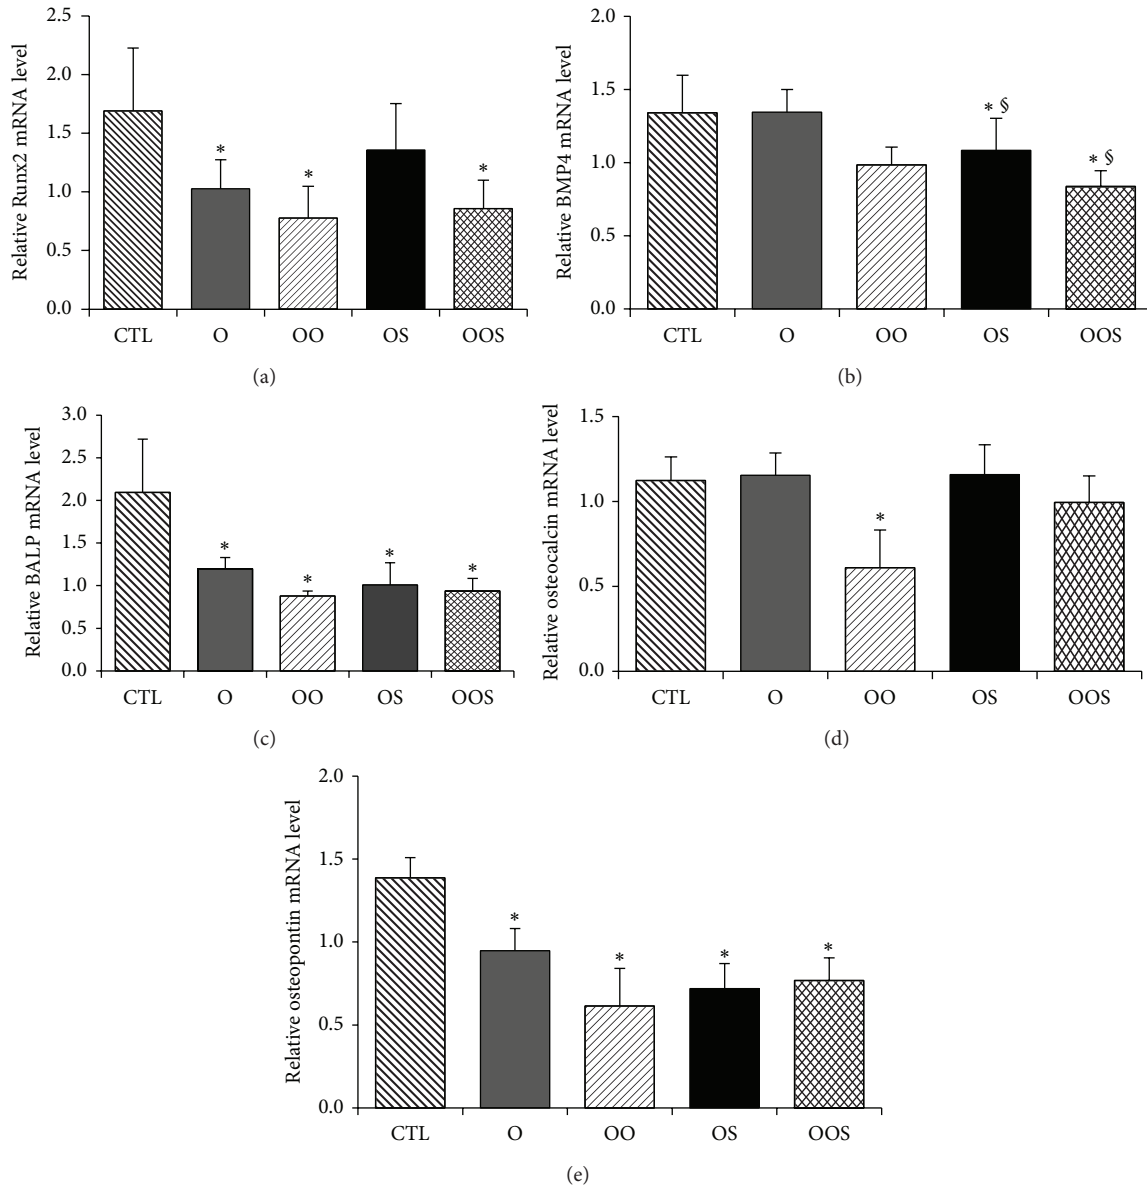 Relative Runx2 mRNA level
2.5
2.0
1.5
1.0
0.5
0.0
*
*
*
CTL O OO OS OOS
(a)
Relative BMP4 mRNA level
2.0
1.5
1.0
0.5
0.0
* §
* §
CTL O OO OS OOS
(b)
Relative BALP mRNA level
3.0
2.5
2.0
1.5
1.0
0.5
0.0
*
*
*
*
CTL O OO OS OOS
(c)
Relative osteocalcin mRNA level
1.5
1.0
0.5
0.0
*
CTL O OO OS OOS
(d)
Relative osteopontin mRNA level
2.0
1.5
1.0
0.5
0.0
*
*
*
*
CTL O OO OS OOS
(e)